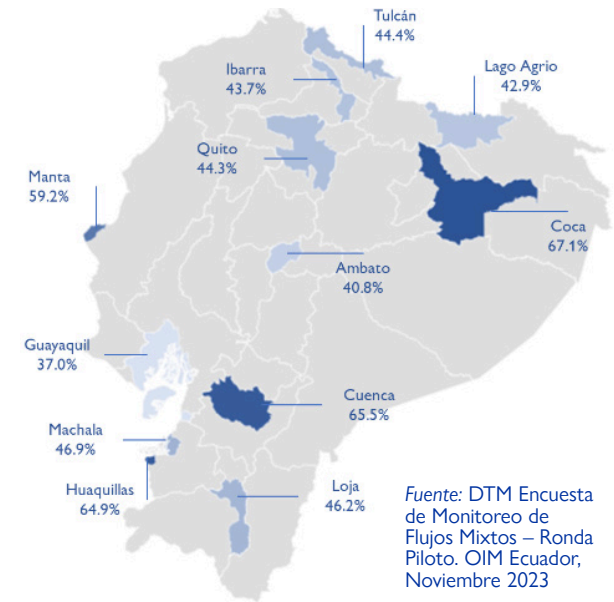 Tulcán
44.4%
Ibarra
43.7%
Lago Agrio
42.9%
Quito
44.3%
Manta
59.2%
Coca
67.1%
Ambato
40.8%
Guayaquil
37.0%
Cuenca
65.5%
Machala
46.9%
Huaquillas
64.9%
Loja
46.2%
Fuente: DTM Encuesta
de Monitoreo de
Flujos Mixtos – Ronda
Piloto. OIM Ecuador,
Noviembre 2023